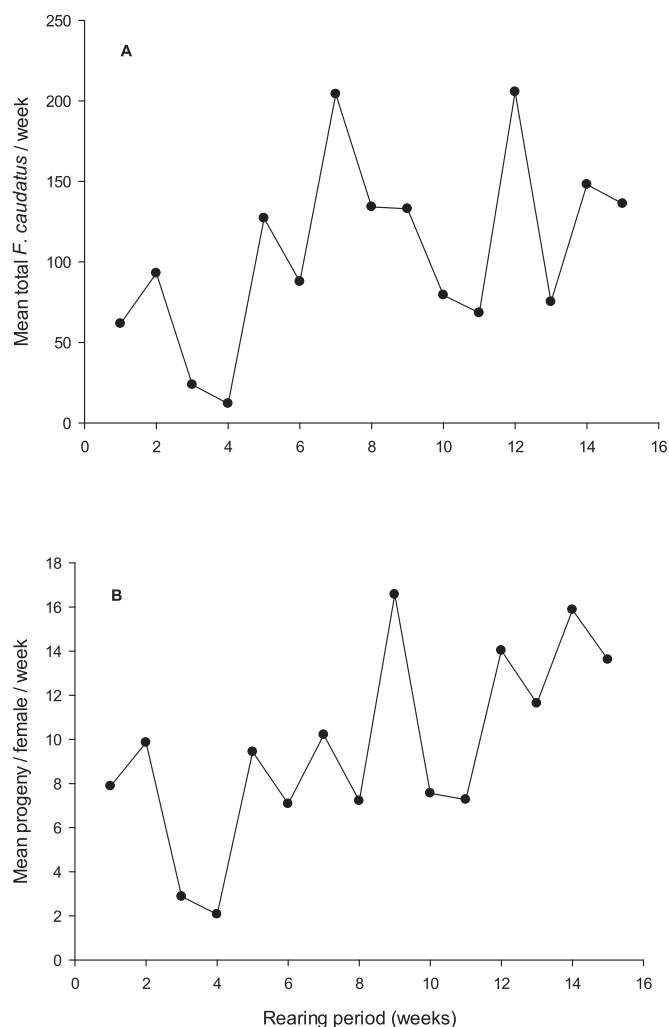 A
Mean total F. caudatus / week
250
200
150
100
50
0
0 2 4 6 8 10 12 14 16
B
Mean progeny / female / week
18
16
14
12
10
8
6
4
2
0
0 2 4 6 8 10 12 14 16
Rearing period (weeks)